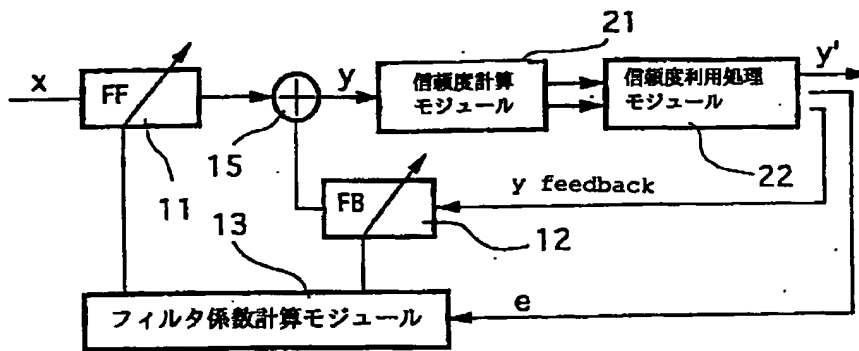 21
x
FF
y
信頼度計算
モジュール
信頼度利用処理
モジュール
y'
15
11
FB
y feedback
22
12
13
フィルタ係数計算モジュール
e